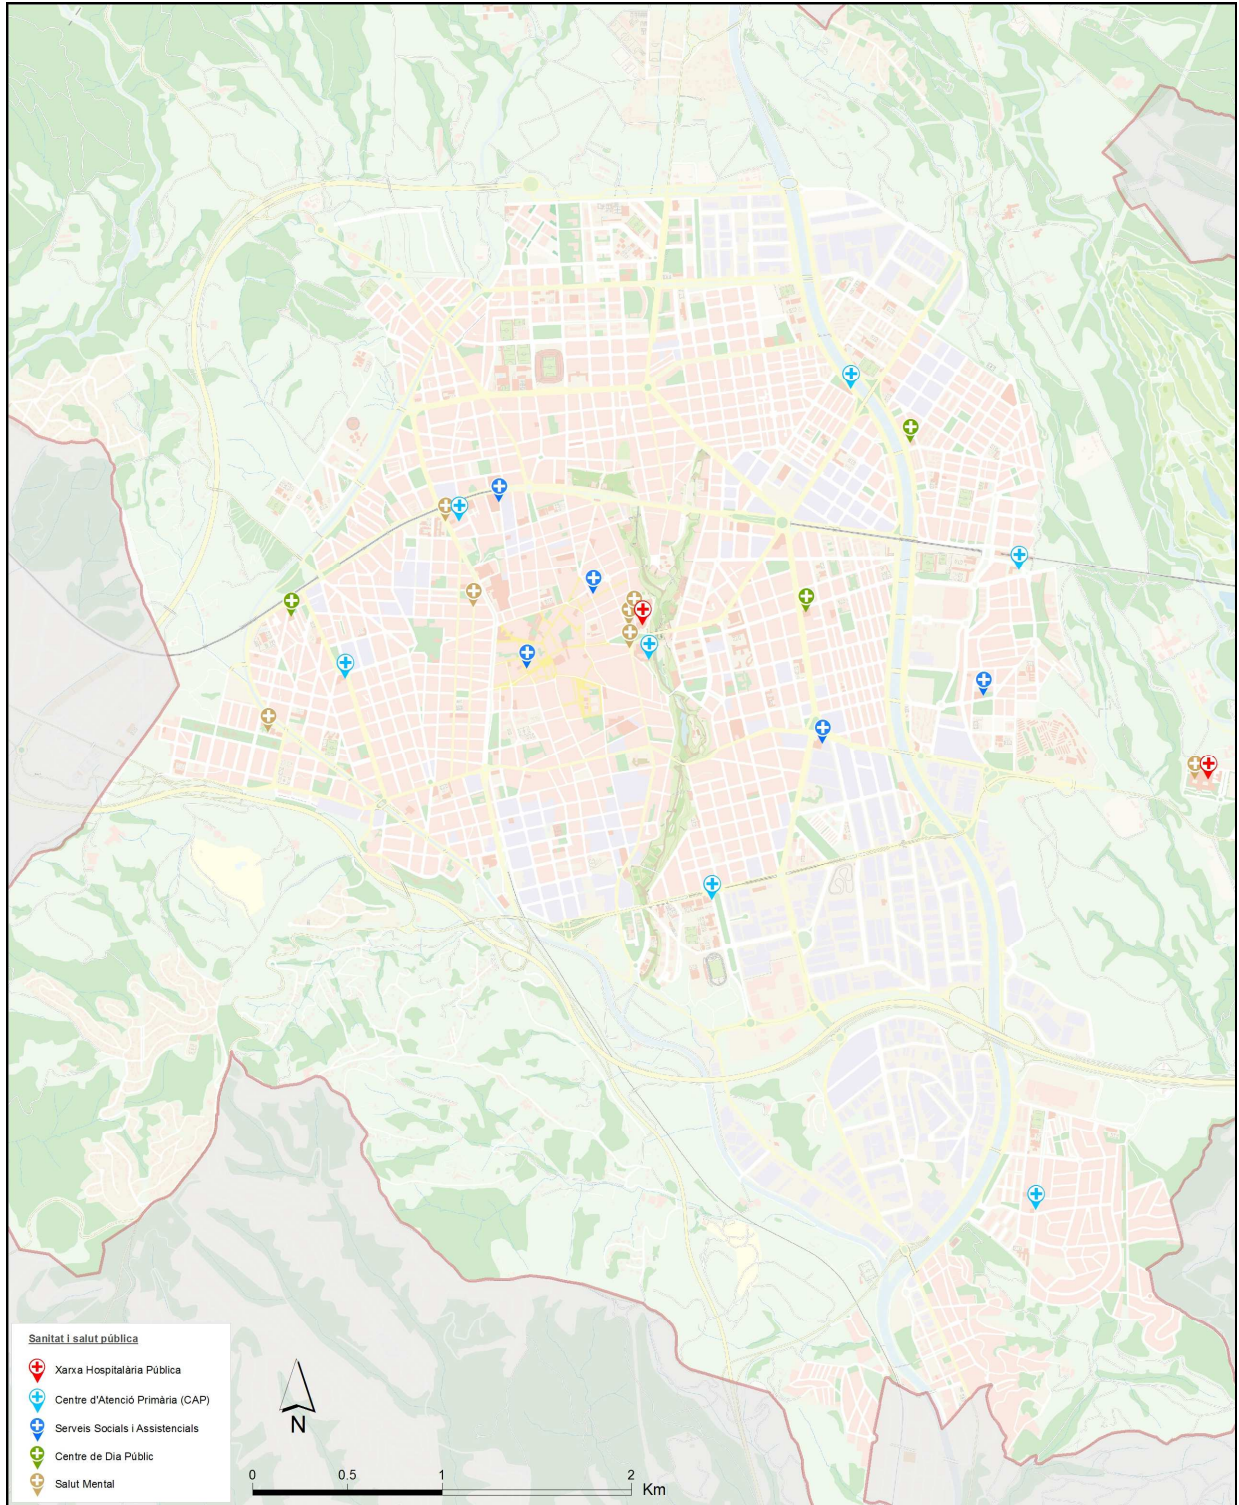 Sanitat i salut pública
Xarxa Hospitalària Pública
Centre d'Atenció Primària (CAP)
Serveis Socials i Assistencials
Centre de Dia Públic
Salut Mental
N
0 0.5 1 2
Km